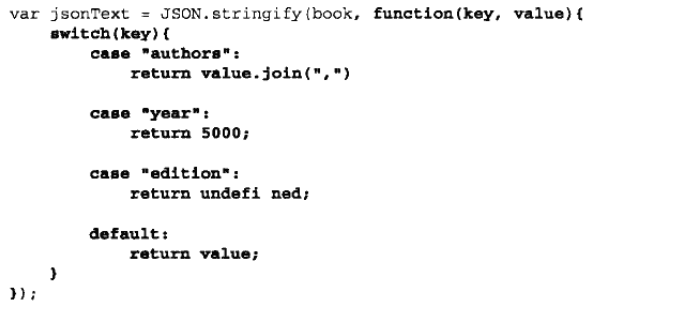 var jsonText = JSON.stringify(book, function(key, value){
switch(key){
case "authors":
return value.join(",")
case "year":
return 5000;
case "edition":
return undefi ned;
default:
return value;
}
});